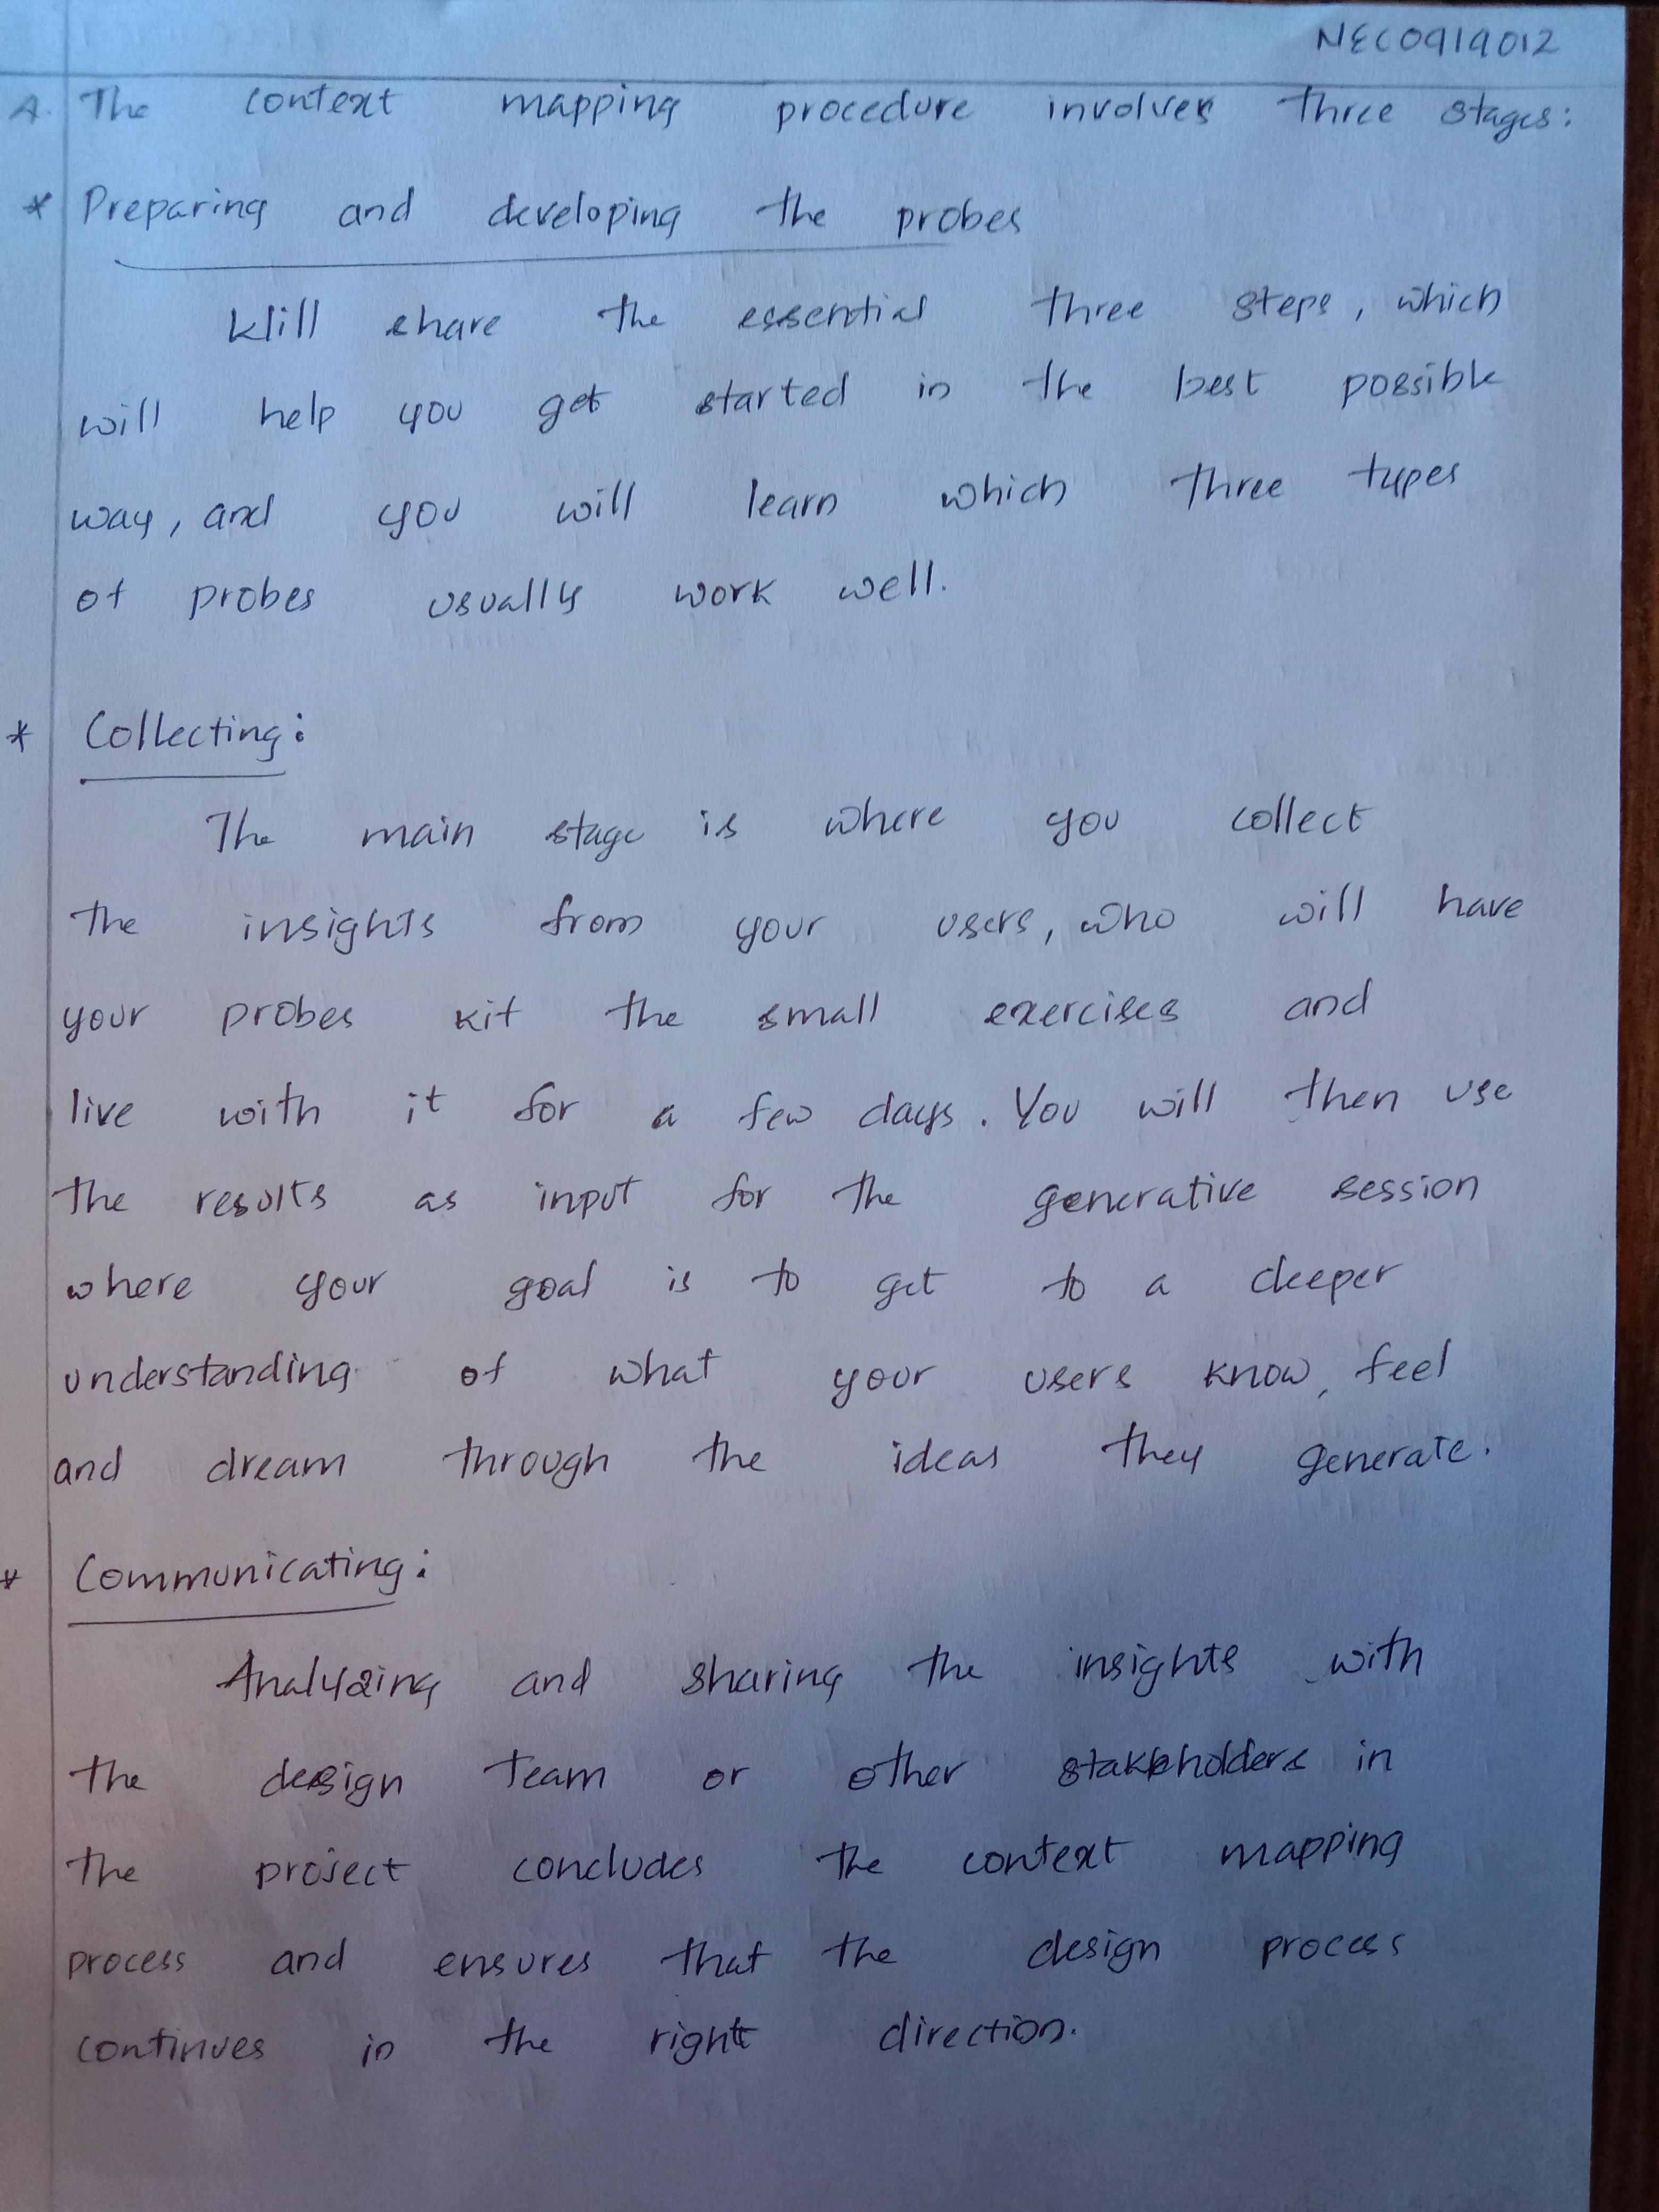 NEC0919012
A. The context mapping procedure involves three stages:
* Preparing and developing the probes
Will share the essential three steps, which
will help you get started in the best possible
way, and you will learn which three types
of probes usually work well.
* Collecting:
The main stage is where you collect
the insights from your users, who will have
your probes kit the small exercises and
live with it for a few days. You will then use
the results as input for the generative session
where your goal is to get to a deeper
understanding of what your users know, feel
and dream through the ideas they generate.
* Communicating:
Analyzing and sharing the insights with
the design team or other stakeholders in
the project concludes the context mapping
process and ensures that the design process
continues in the right direction.